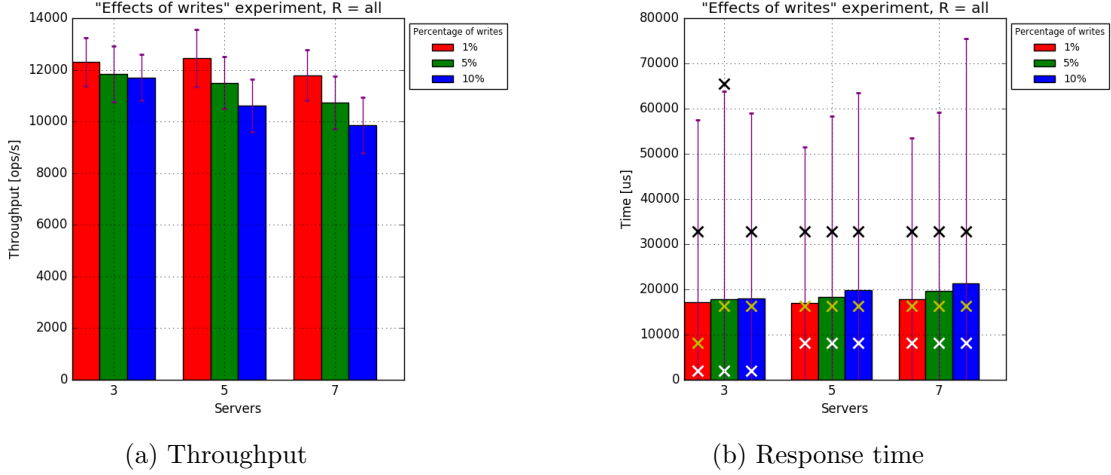 "Effects of writes" experiment, R = all
14000
12000
10000
8000
6000
4000
2000
0
Throughput [ops/s]
3
5
7
Servers
Percentage of writes
1%
5%
10%
(a) Throughput
"Effects of writes" experiment, R = all
80000
70000
60000
50000
40000
30000
20000
10000
0
Time [us]
3
5
7
Servers
Percentage of writes
1%
5%
10%
(b) Response time